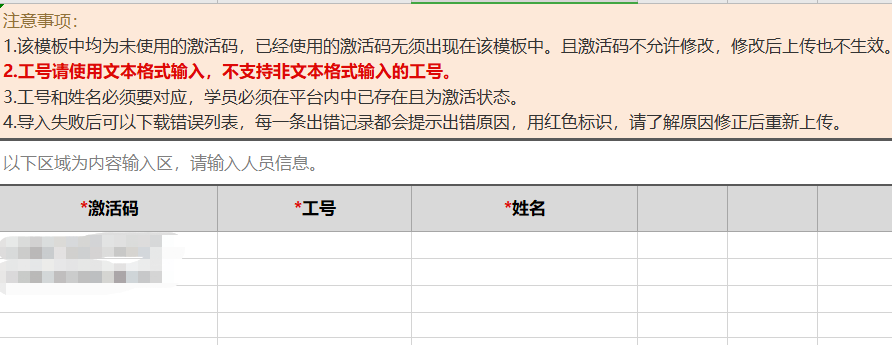 注意事项：
1.该模板中均为未使用的激活码，已经使用的激活码无须出现在该模板中。且激活码不允许修改，修改后上传也不生效。
2.工号请使用文本格式输入，不支持非文本格式输入的工号。
3.工号和姓名必须要对应，学员必须在平台内中已存在且为激活状态。
4.导入失败后可以下载错误列表，每一条出错记录都会提示出错原因，用红色标识，请了解原因修正后重新上传。
以下区域为内容输入区，请输入人员信息。
*激活码 *工号 *姓名